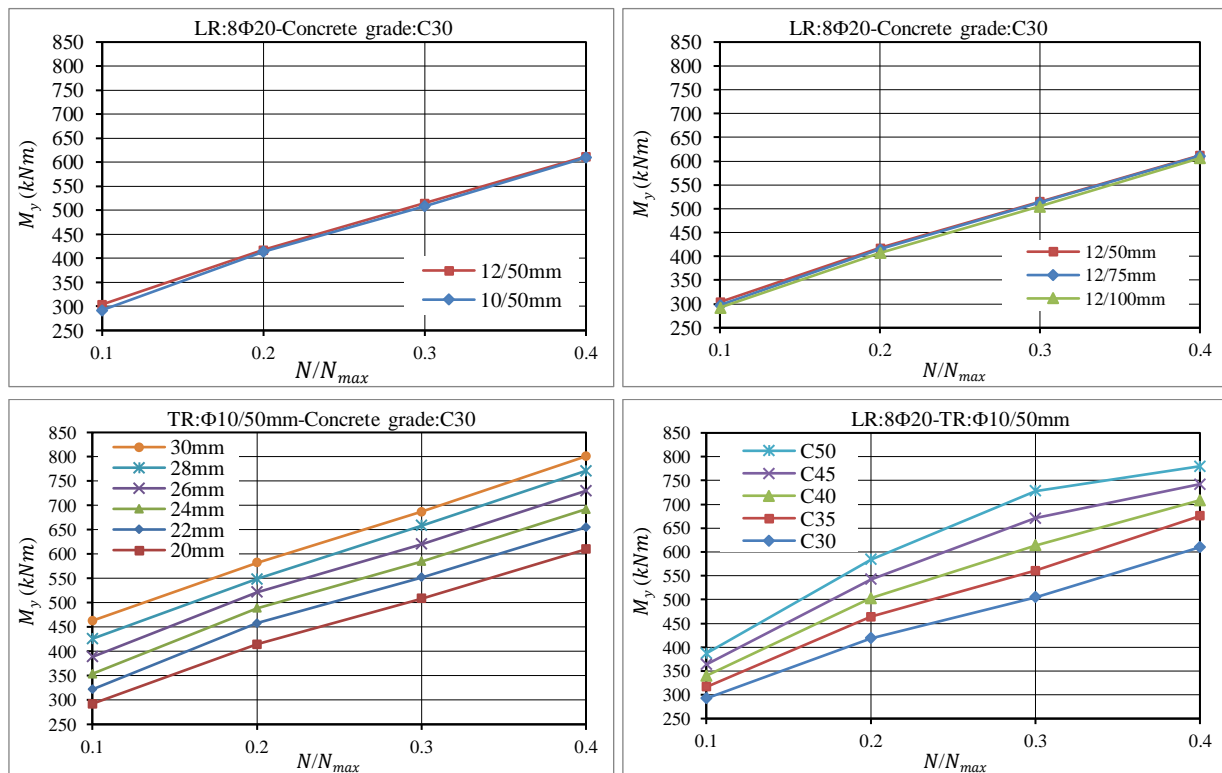 LR:8Φ20-Concrete grade:C30
850
800
750
700
650
600
550
500
450
400
350
300
250
M_y (kNm)
12/50mm
10/50mm
0.1 0.2 0.3 0.4
N/N_max
LR:8Φ20-Concrete grade:C30
850
800
750
700
650
600
550
500
450
400
350
300
250
M_y (kNm)
12/50mm
12/75mm
12/100mm
0.1 0.2 0.3 0.4
N/N_max
TR:Φ10/50mm-Concrete grade:C30
850
800
750
700
650
600
550
500
450
400
350
300
250
M_y (kNm)
30mm
28mm
26mm
24mm
22mm
20mm
0.1 0.2 0.3 0.4
N/N_max
LR:8Φ20-TR:Φ10/50mm
850
800
750
700
650
600
550
500
450
400
350
300
250
M_y (kNm)
C50
C45
C40
C35
C30
0.1 0.2 0.3 0.4
N/N_max